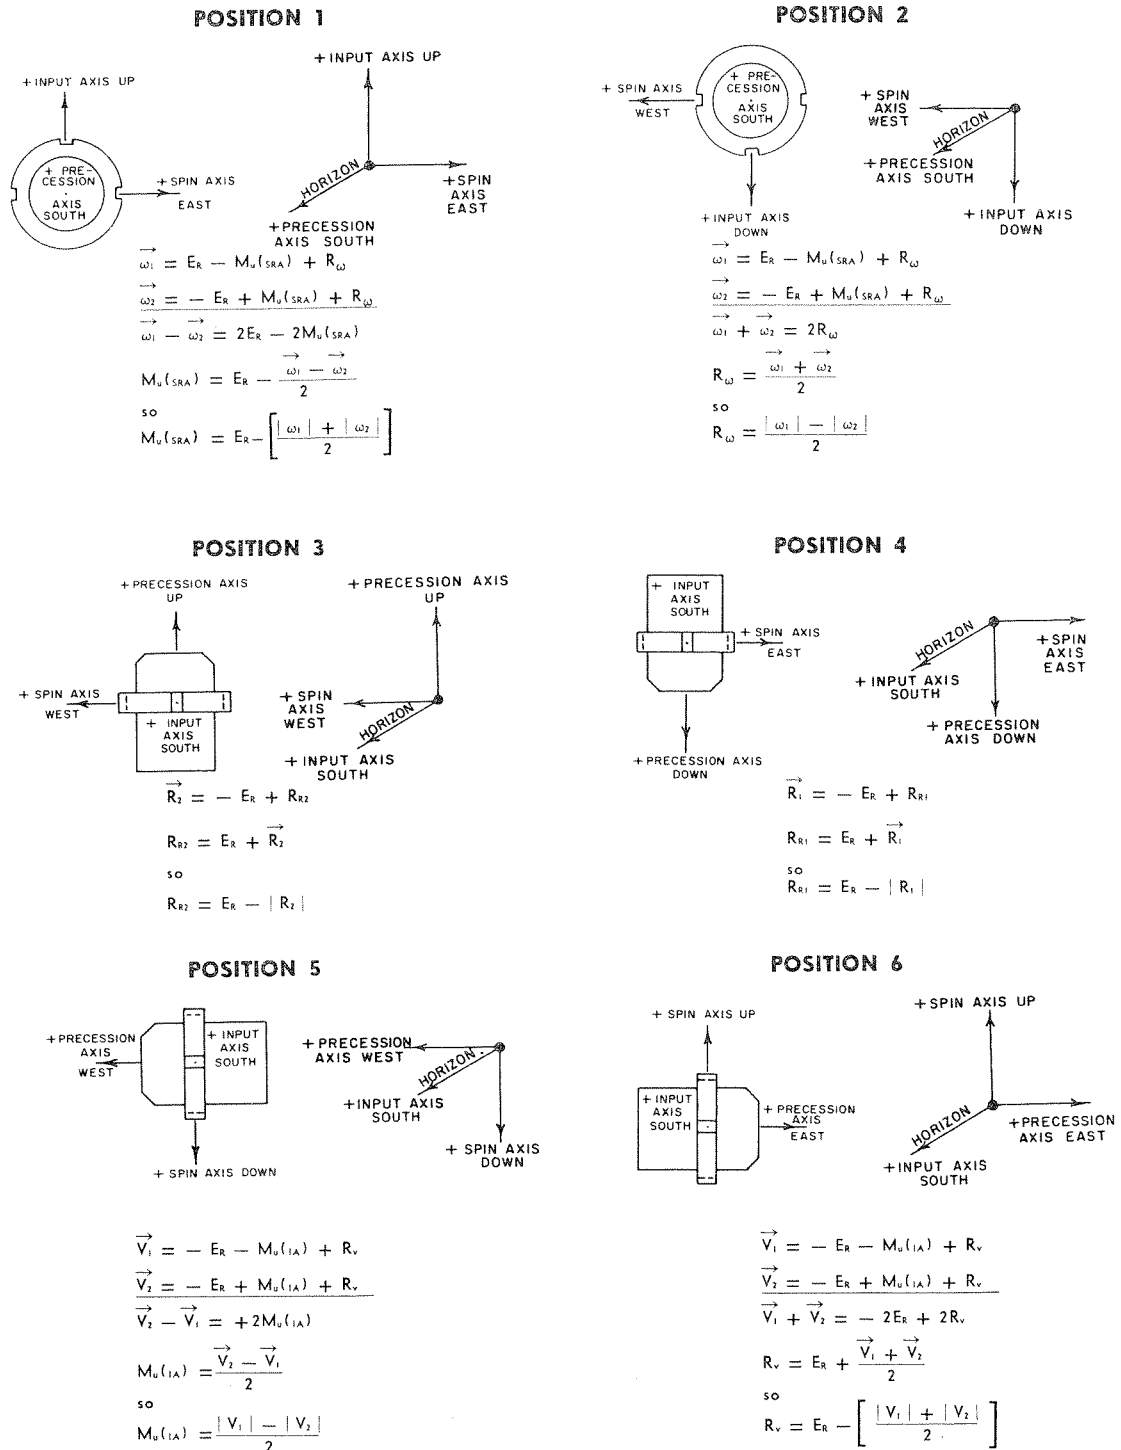 POSITION 1
+ INPUT AXIS UP
+ PRE-
CESSION
AXIS
SOUTH
+ SPIN AXIS
EAST
+ INPUT AXIS UP
HORIZON
+ SPIN
AXIS
EAST
+ PRECESSION
AXIS SOUTH
ω₁ = E_R − M_u(SRA) + R_ω
ω₂ = − E_R + M_u(SRA) + R_ω
ω₁ − ω₂ = 2E_R − 2M_u(SRA)
M_u(SRA) = E_R − (ω₁ − ω₂)/2
so
M_u(SRA) = E_R − [(|ω₁| + |ω₂|)/2]
POSITION 2
+ SPIN AXIS
WEST
+ PRE-
CESSION
AXIS
SOUTH
+ INPUT AXIS
DOWN
+ SPIN
AXIS
WEST
HORIZON
+ PRECESSION
AXIS SOUTH
+ INPUT AXIS
DOWN
ω₁ = E_R − M_u(SRA) + R_ω
ω₂ = − E_R + M_u(SRA) + R_ω
ω₁ + ω₂ = 2R_ω
R_ω = (ω₁ + ω₂)/2
so
R_ω = (|ω₁| − |ω₂|)/2
POSITION 3
+ PRECESSION AXIS
UP
+ SPIN AXIS
WEST
+ INPUT
AXIS
SOUTH
+ PRECESSION AXIS
UP
+ SPIN
AXIS
WEST
HORIZON
+ INPUT AXIS
SOUTH
R₂ = − E_R + R_R2
R_R2 = E_R + R₂
so
R_R2 = E_R − |R₂|
POSITION 4
+ INPUT
AXIS
SOUTH
+ SPIN AXIS
EAST
+ PRECESSION AXIS
DOWN
HORIZON
+ SPIN
AXIS
EAST
+ INPUT AXIS
SOUTH
+ PRECESSION
AXIS DOWN
R₁ = − E_R + R_R1
R_R1 = E_R + R₁
so
R_R1 = E_R − |R₁|
POSITION 5
+ PRECESSION
AXIS
WEST
+ INPUT
AXIS
SOUTH
+ SPIN AXIS DOWN
+ PRECESSION
AXIS WEST
HORIZON
+ INPUT AXIS
SOUTH
+ SPIN AXIS
DOWN
V₁ = − E_R − M_u(IA) + R_v
V₂ = − E_R + M_u(IA) + R_v
V₂ − V₁ = +2M_u(IA)
M_u(IA) = (V₂ − V₁)/2
so
M_u(IA) = (|V₁| − |V₂|)/2
POSITION 6
+ SPIN AXIS UP
+ INPUT
AXIS
SOUTH
+ PRECESSION
AXIS
EAST
+ SPIN AXIS UP
HORIZON
+ PRECESSION
AXIS EAST
+ INPUT AXIS
SOUTH
V₁ = − E_R − M_u(IA) + R_v
V₂ = − E_R + M_u(IA) + R_v
V₁ + V₂ = − 2E_R + 2R_v
R_v = E_R + (V₁ + V₂)/2
so
R_v = E_R − [(|V₁| + |V₂|)/2]